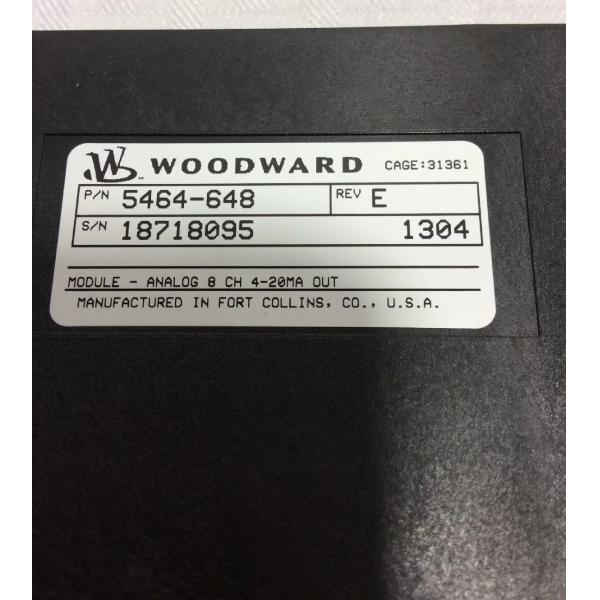 W WOODWARD CAGE:31361
P/N 5464-648 REV E
S/N 18718095 1304
MODULE - ANALOG 8 CH 4-20MA OUT
MANUFACTURED IN FORT COLLINS, CO., U.S.A.